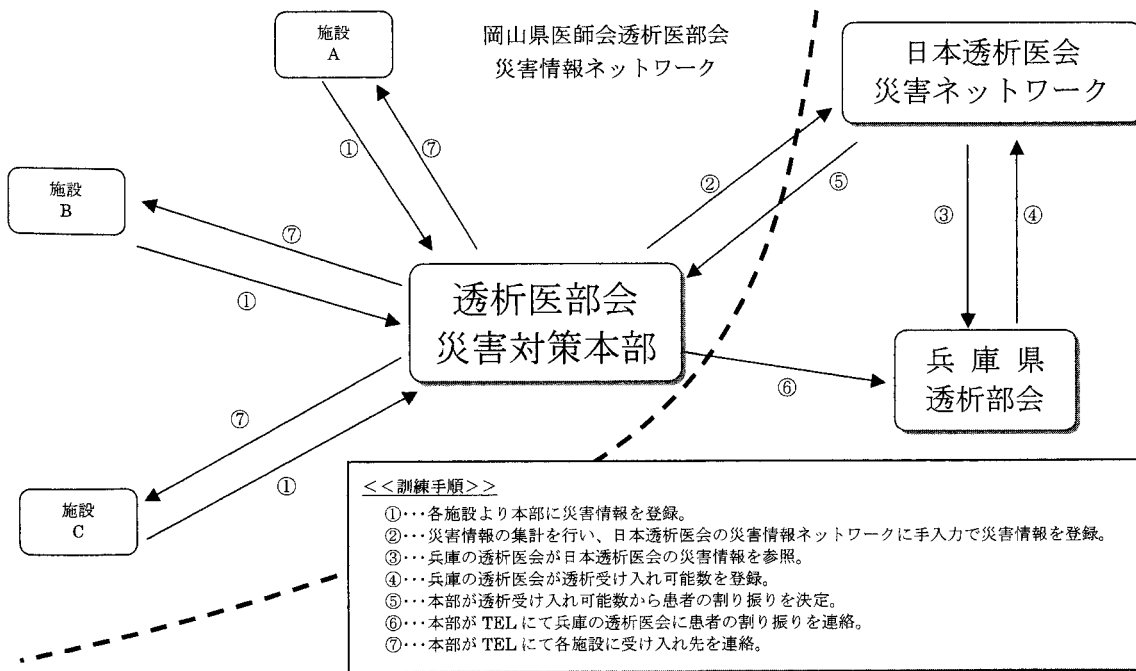 施設
A
岡山県医師会透析医部会
災害情報ネットワーク
日本透析医会
災害ネットワーク
①
⑦
②
⑤
施設
B
⑦
①
③
④
透析医部会
災害対策本部
兵庫県
透析部会
⑥
⑦
①
施設
C
<<訓練手順>>
①･･･各施設より本部に災害情報を登録。
②･･･災害情報の集計を行い、日本透析医会の災害情報ネットワークに手入力で災害情報を登録。
③･･･兵庫の透析医会が日本透析医会の災害情報を参照。
④･･･兵庫の透析医会が透析受け入れ可能数を登録。
⑤･･･本部が透析受け入れ可能数から患者の割り振りを決定。
⑥･･･本部が TEL にて兵庫の透析医会に患者の割り振りを連絡。
⑦･･･本部が TEL にて各施設に受け入れ先を連絡。